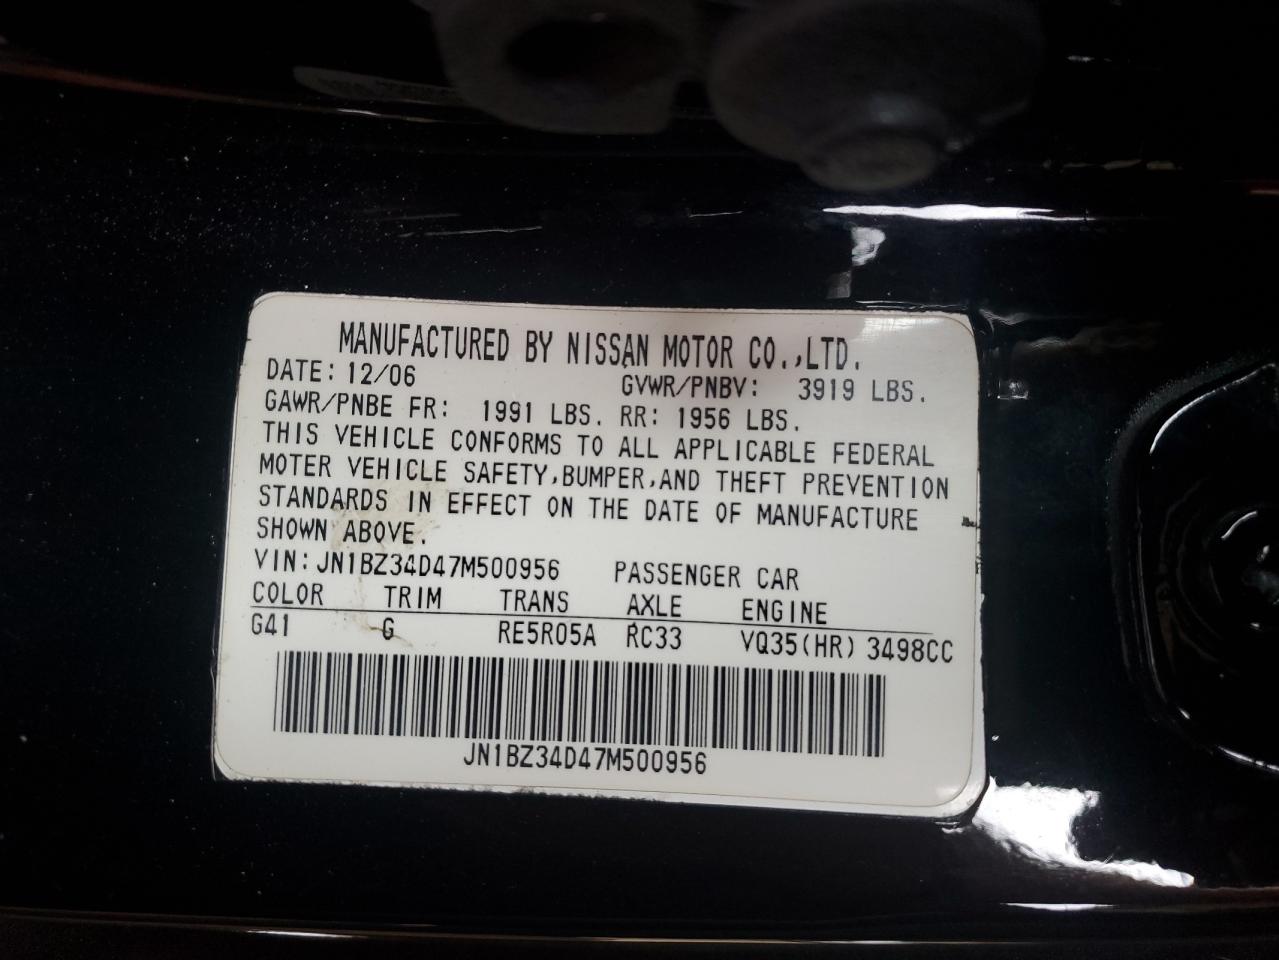 MANUFACTURED BY NISSAN MOTOR CO.,LTD.
DATE: 12/06 GVWR/PNBV: 3919 LBS.
GAWR/PNBE FR: 1991 LBS. RR: 1956 LBS.
THIS VEHICLE CONFORMS TO ALL APPLICABLE FEDERAL
MOTER VEHICLE SAFETY,BUMPER,AND THEFT PREVENTION
STANDARDS IN EFFECT ON THE DATE OF MANUFACTURE
SHOWN ABOVE.
VIN:JN1BZ34D47M500956 PASSENGER CAR
COLOR TRIM TRANS AXLE ENGINE
G41 G RE5R05A RC33 VQ35(HR) 3498CC
JN1BZ34D47M500956